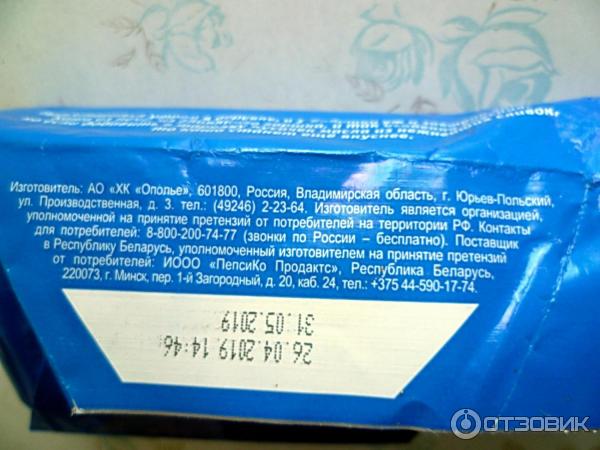 Изготовитель: АО «ХК «Ополье», 601800, Россия, Владимирская область, г. Юрьев-Польский,
ул. Производственная, д. 3. тел.: (49246) 2-23-64. Изготовитель является организацией,
уполномоченной на принятие претензий от потребителей на территории РФ. Контакты
для потребителей: 8-800-200-74-77 (звонки по России – бесплатно). Поставщик
в Республику Беларусь, уполномоченный изготовителем на принятие претензий
от потребителей: ИООО «ПепсиКо Продактс», Республика Беларусь,
220073, г. Минск, пер. 1-й Загородный, д. 20, каб. 24, тел.: +375 44-590-17-74.
26.04.2019 14:46
31.05.2019
ОТЗОВИК